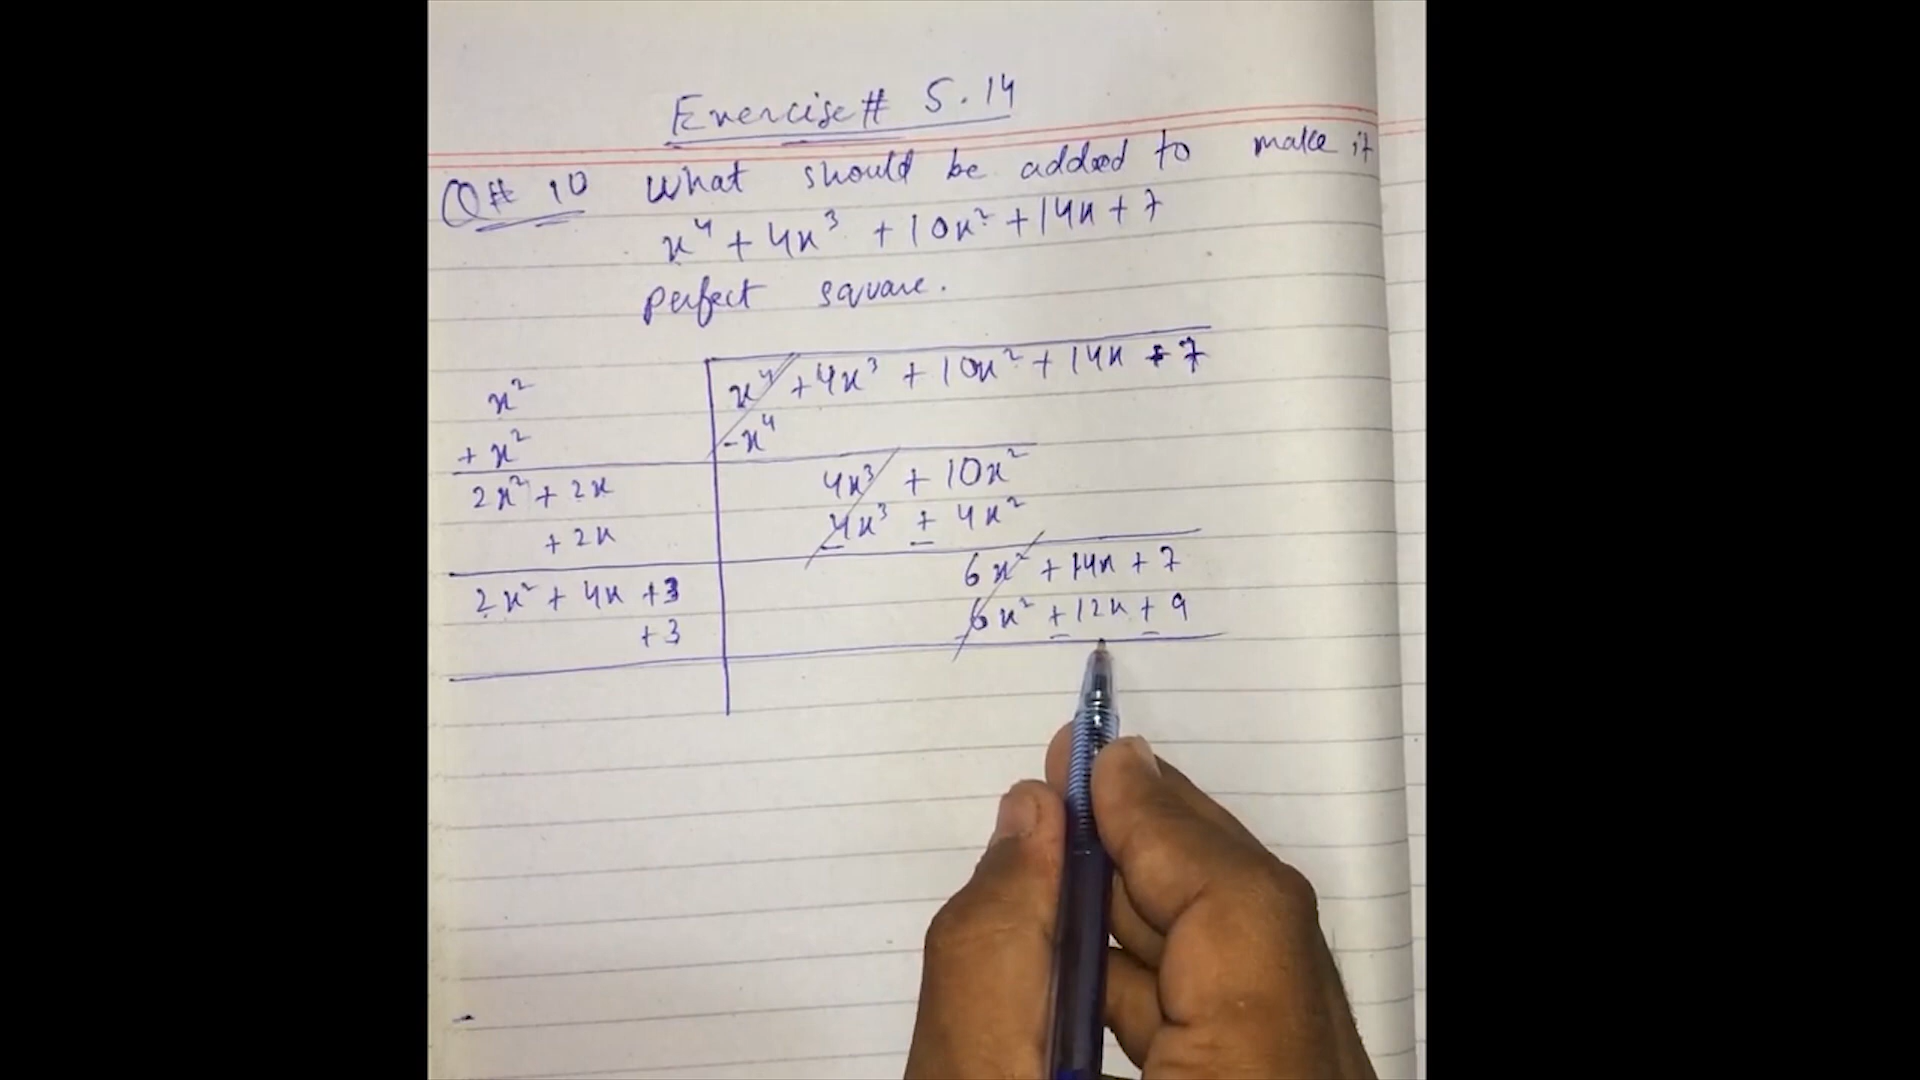 Exercise# 5.14
Q# 10 What should be added to make it
x⁴ + 4x³ + 10x² + 14x + 7
perfect square.
x² x⁴ + 4x³ + 10x² + 14x + 7
+ x² - x⁴
2x² + 2x 4x³ + 10x²
+ 2x 4x³ + 4x²
2x² + 4x + 3 6x² + 14x + 7
+ 3 6x² + 12x + 9